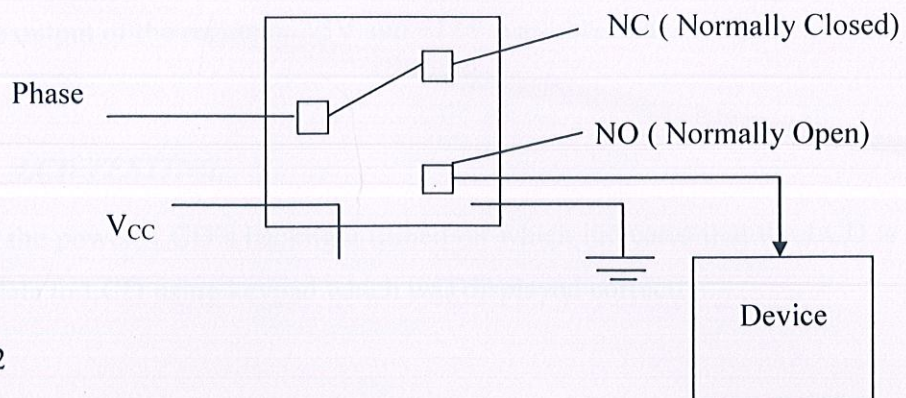 NC ( Normally Closed)
Phase
NO ( Normally Open)
VCC
Device
2